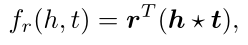 f_r(h, t) = r^T(h ⋆ t),